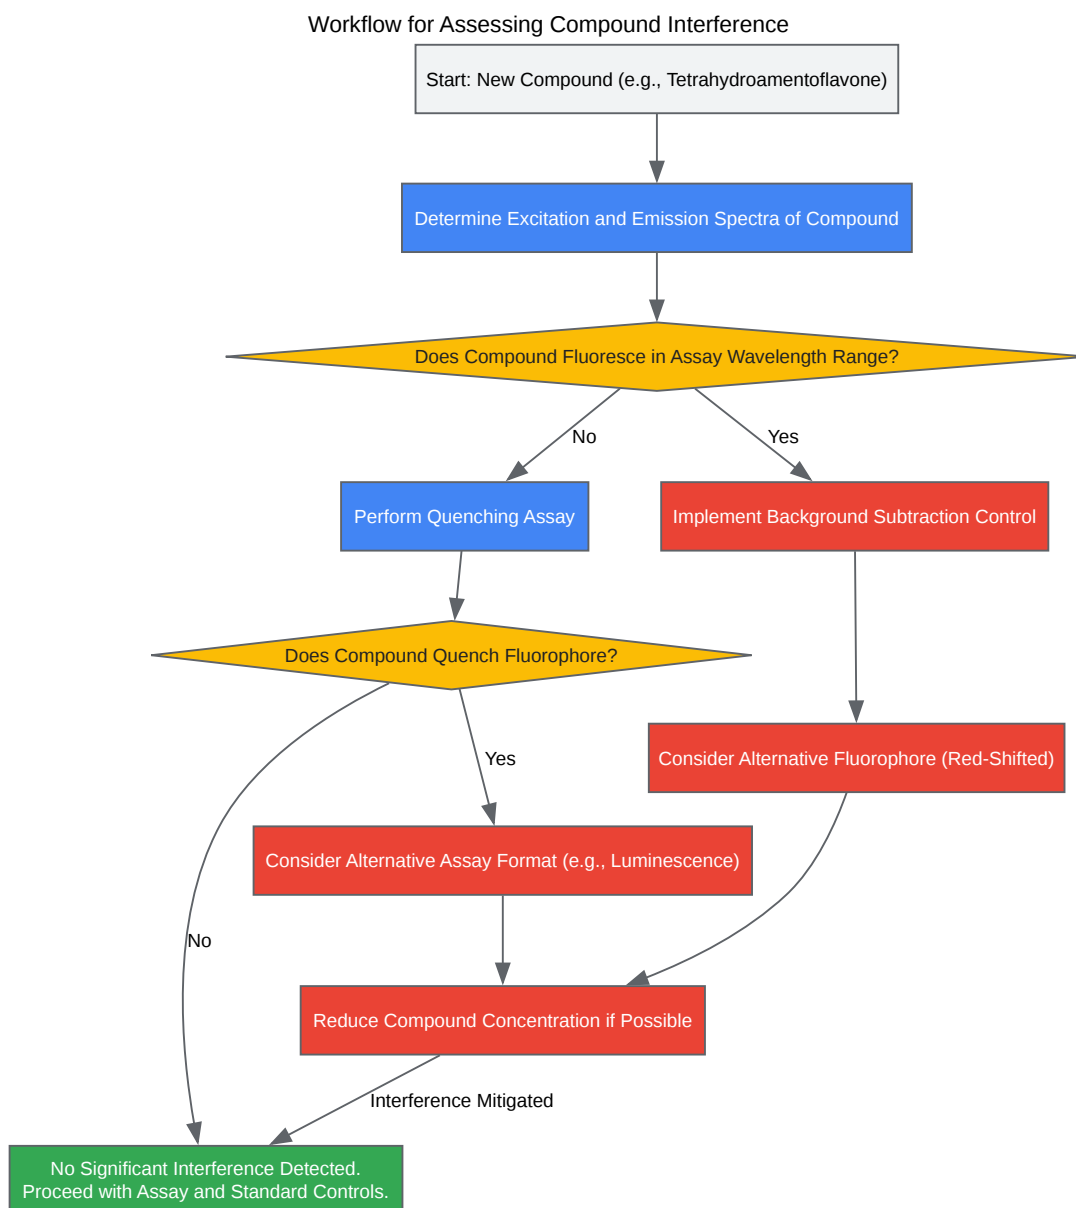 Workflow for Assessing Compound Interference
Start: New Compound (e.g., Tetrahydroamentoflavone)
Determine Excitation and Emission Spectra of Compound
Does Compound Fluoresce in Assay Wavelength Range?
No
Yes
Perform Quenching Assay
Implement Background Subtraction Control
Does Compound Quench Fluorophore?
Consider Alternative Fluorophore (Red-Shifted)
Yes
Consider Alternative Assay Format (e.g., Luminescence)
No
Reduce Compound Concentration if Possible
Interference Mitigated
No Significant Interference Detected.
Proceed with Assay and Standard Controls.